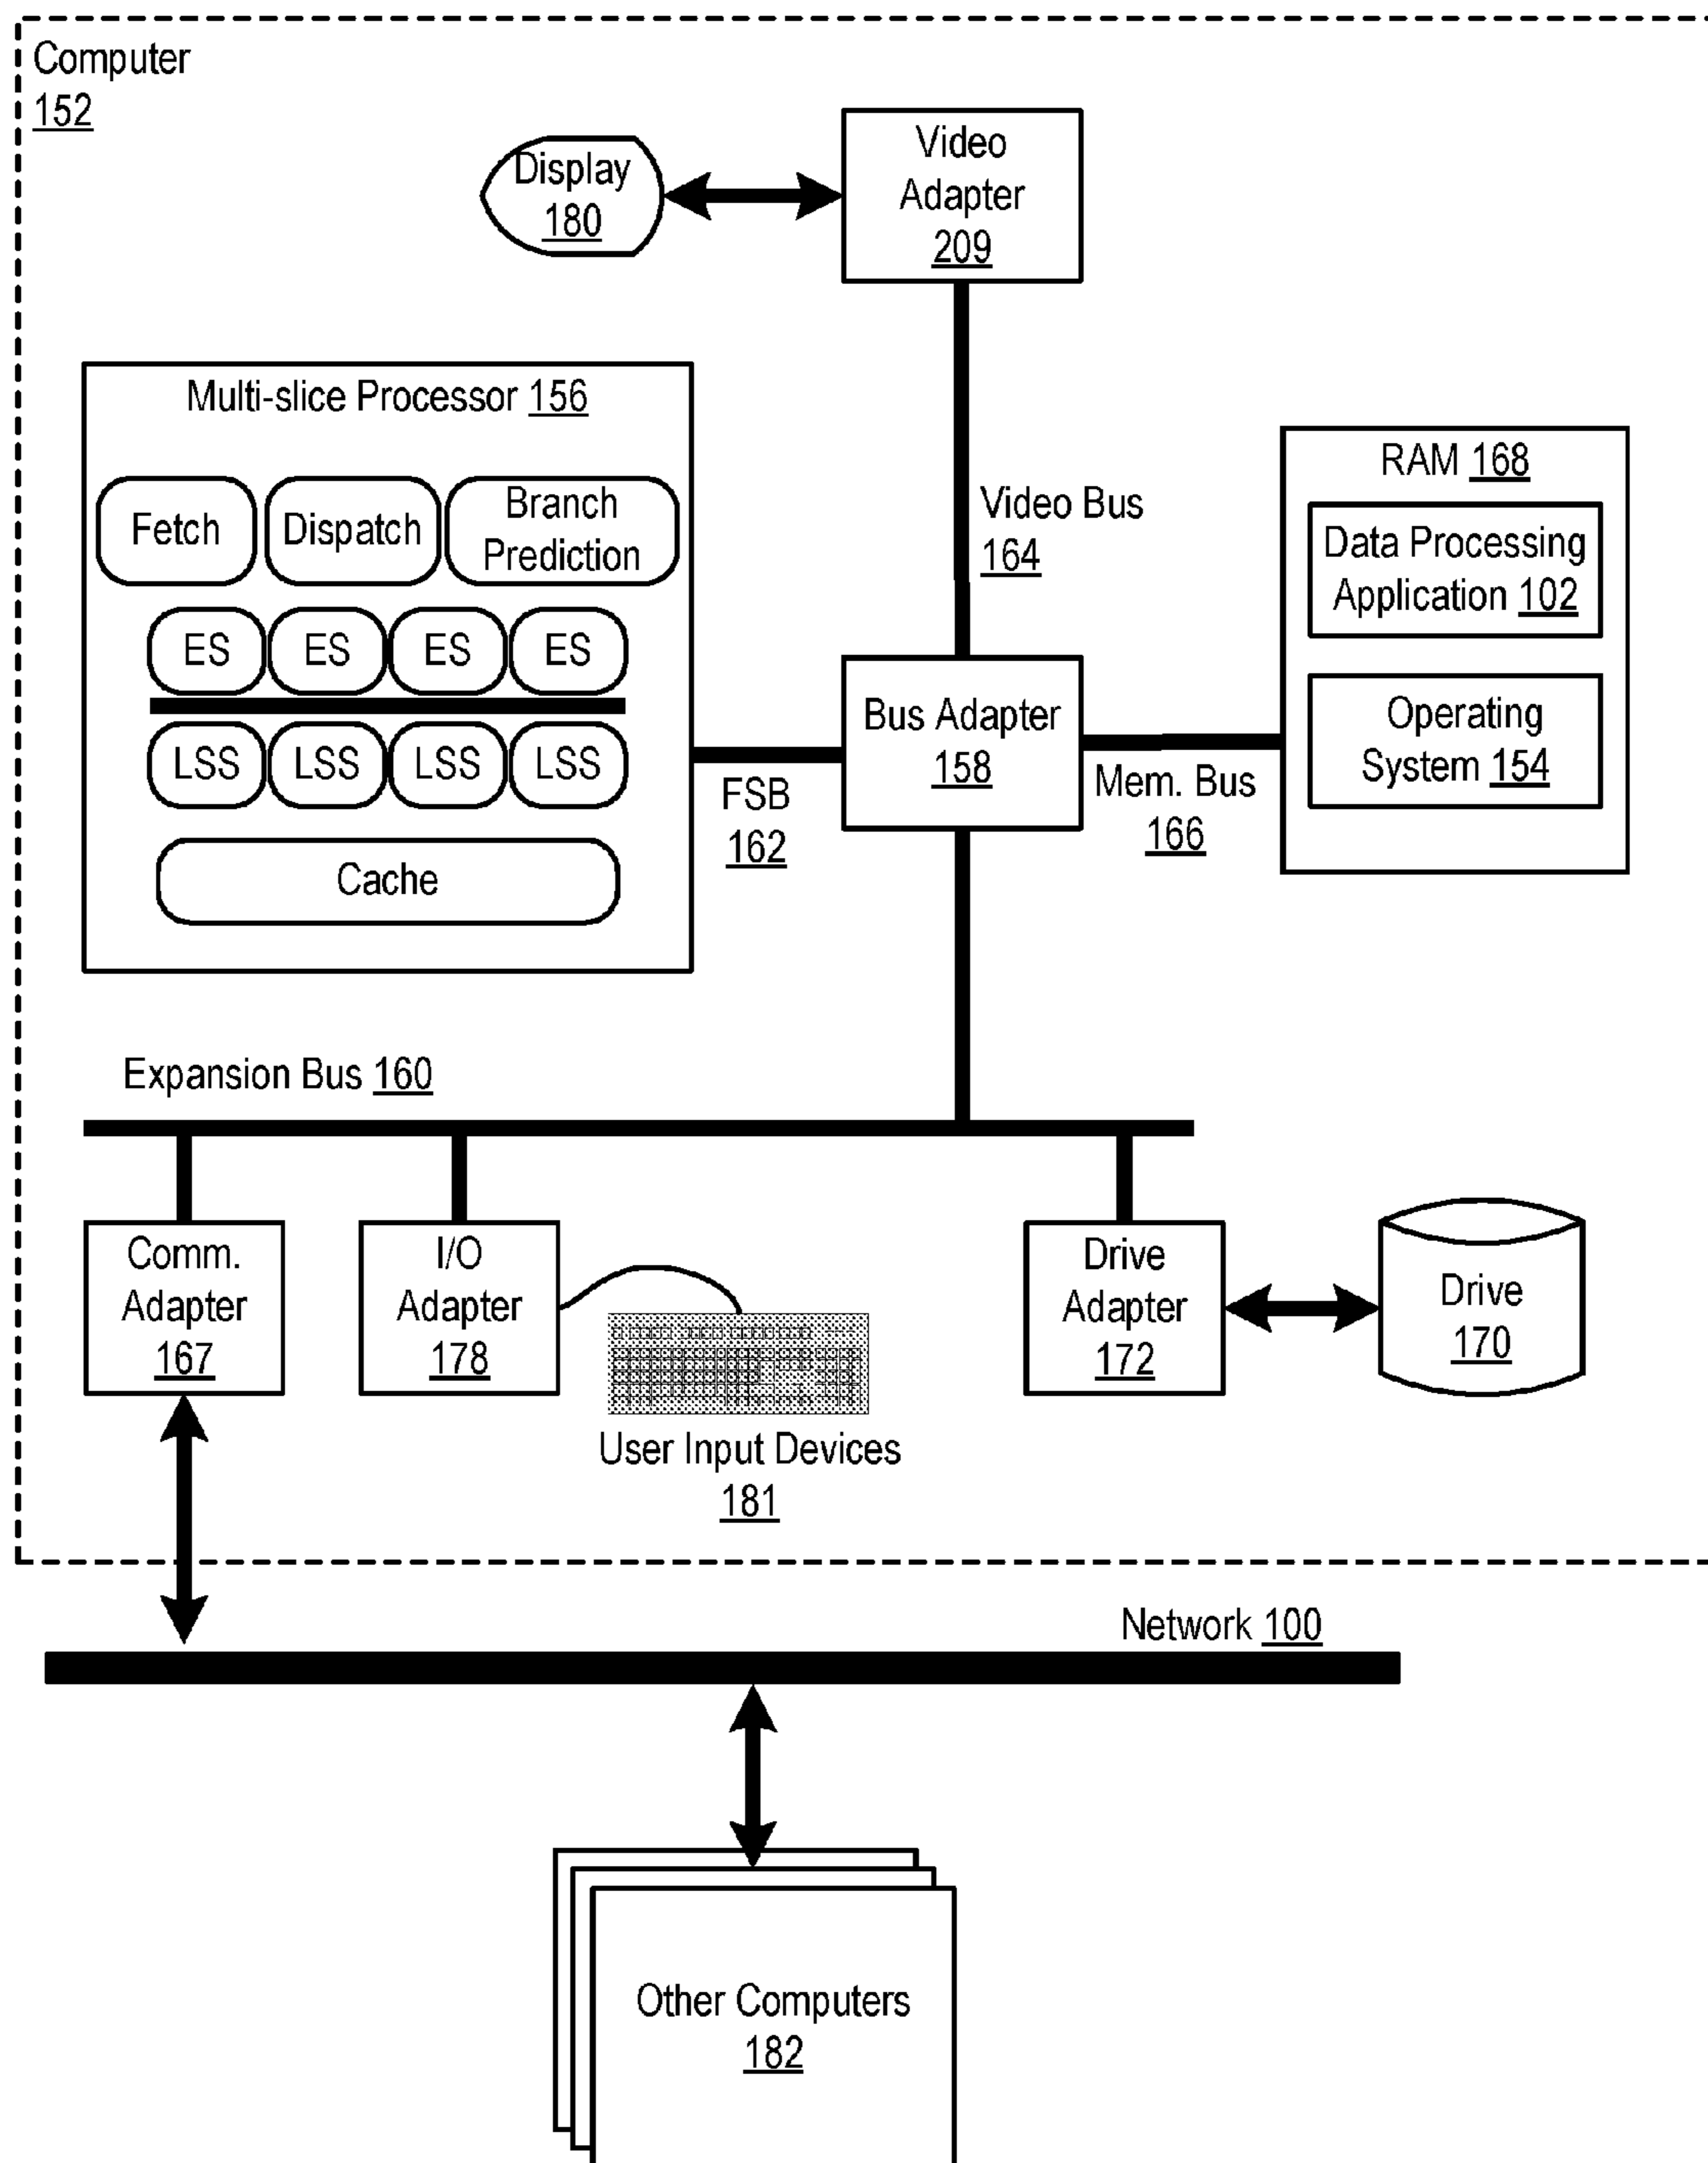 Computer
152
Display
180
Video
Adapter
209
Multi-slice Processor 156
Fetch
Dispatch
Branch
Prediction
ES
ES
ES
ES
LSS
LSS
LSS
LSS
Cache
Video Bus
164
RAM 168
Data Processing
Application 102
Operating
System 154
Bus Adapter
158
FSB
162
Mem. Bus
166
Expansion Bus 160
Comm.
Adapter
167
I/O
Adapter
178
User Input Devices
181
Drive
Adapter
172
Drive
170
Network 100
Other Computers
182